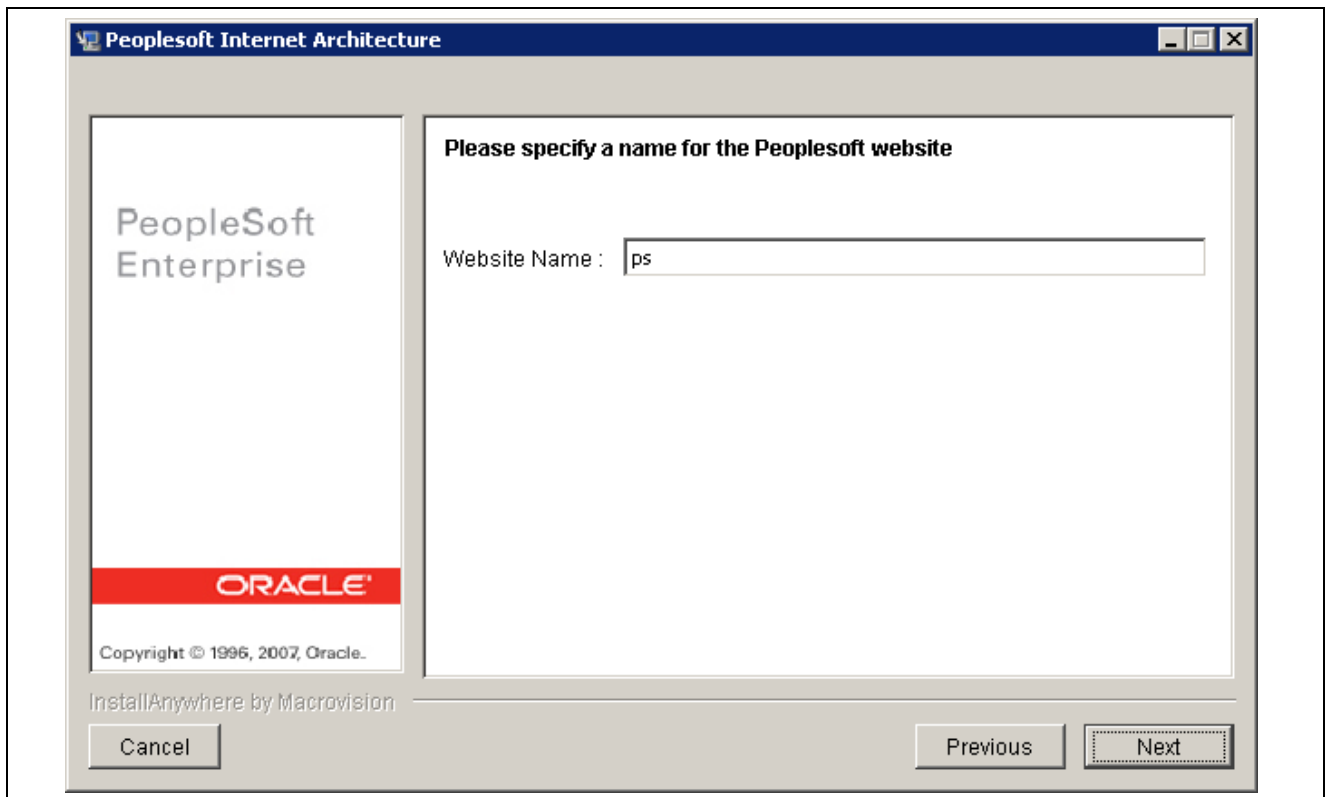 Peoplesoft Internet Architecture
Please specify a name for the Peoplesoft website
PeopleSoft
Enterprise
Website Name : ps
ORACLE'
Copyright © 1996, 2007, Oracle.
InstallAnywhere by Macrovision
Cancel Previous Next